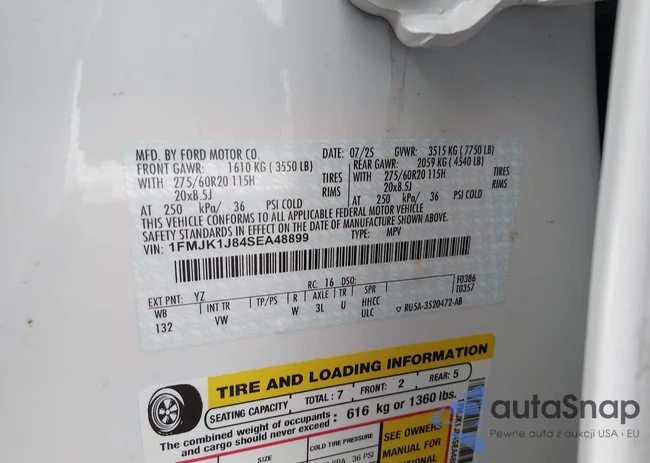 MFD. BY FORD MOTOR CO. DATE: 07/25 GVWR: 3515 KG ( 7750 LB)
FRONT GAWR: 1610 KG ( 3550 LB) REAR GAWR: 2059 KG ( 4540 LB)
WITH 275/60R20 115H TIRES WITH 275/60R20 115H TIRES
20x8.5J RIMS 20x8.5J RIMS
AT 250 kPa/ 36 PSI COLD AT 250 kPa/ 36 PSI COLD
THIS VEHICLE CONFORMS TO ALL APPLICABLE FEDERAL MOTOR VEHICLE
SAFETY STANDARDS IN EFFECT ON THE DATE OF MANUFACTURE SHOWN ABOVE.
VIN: 1FMJK1J84SEA48899 TYPE: MPV
EXT PNT: YZ RC: 16 DSO: F0386
T0357
WB INT TR TP/PS R AXLE TR SPR
132 VW W 3L U HHCC
ULC ▽ RUSA-3520472-AB
TIRE AND LOADING INFORMATION
SEATING CAPACITY TOTAL: 7 FRONT: 2 REAR: 5
The combined weight of occupants and cargo should never exceed: 616 kg or 1360 lbs.
SIZE COLD TIRE PRESSURE SEE OWNERS
MANUAL FOR
ADDITIONAL
KPA, 36 PSI
autaSnap
Pewne auta z aukcji USA • EU